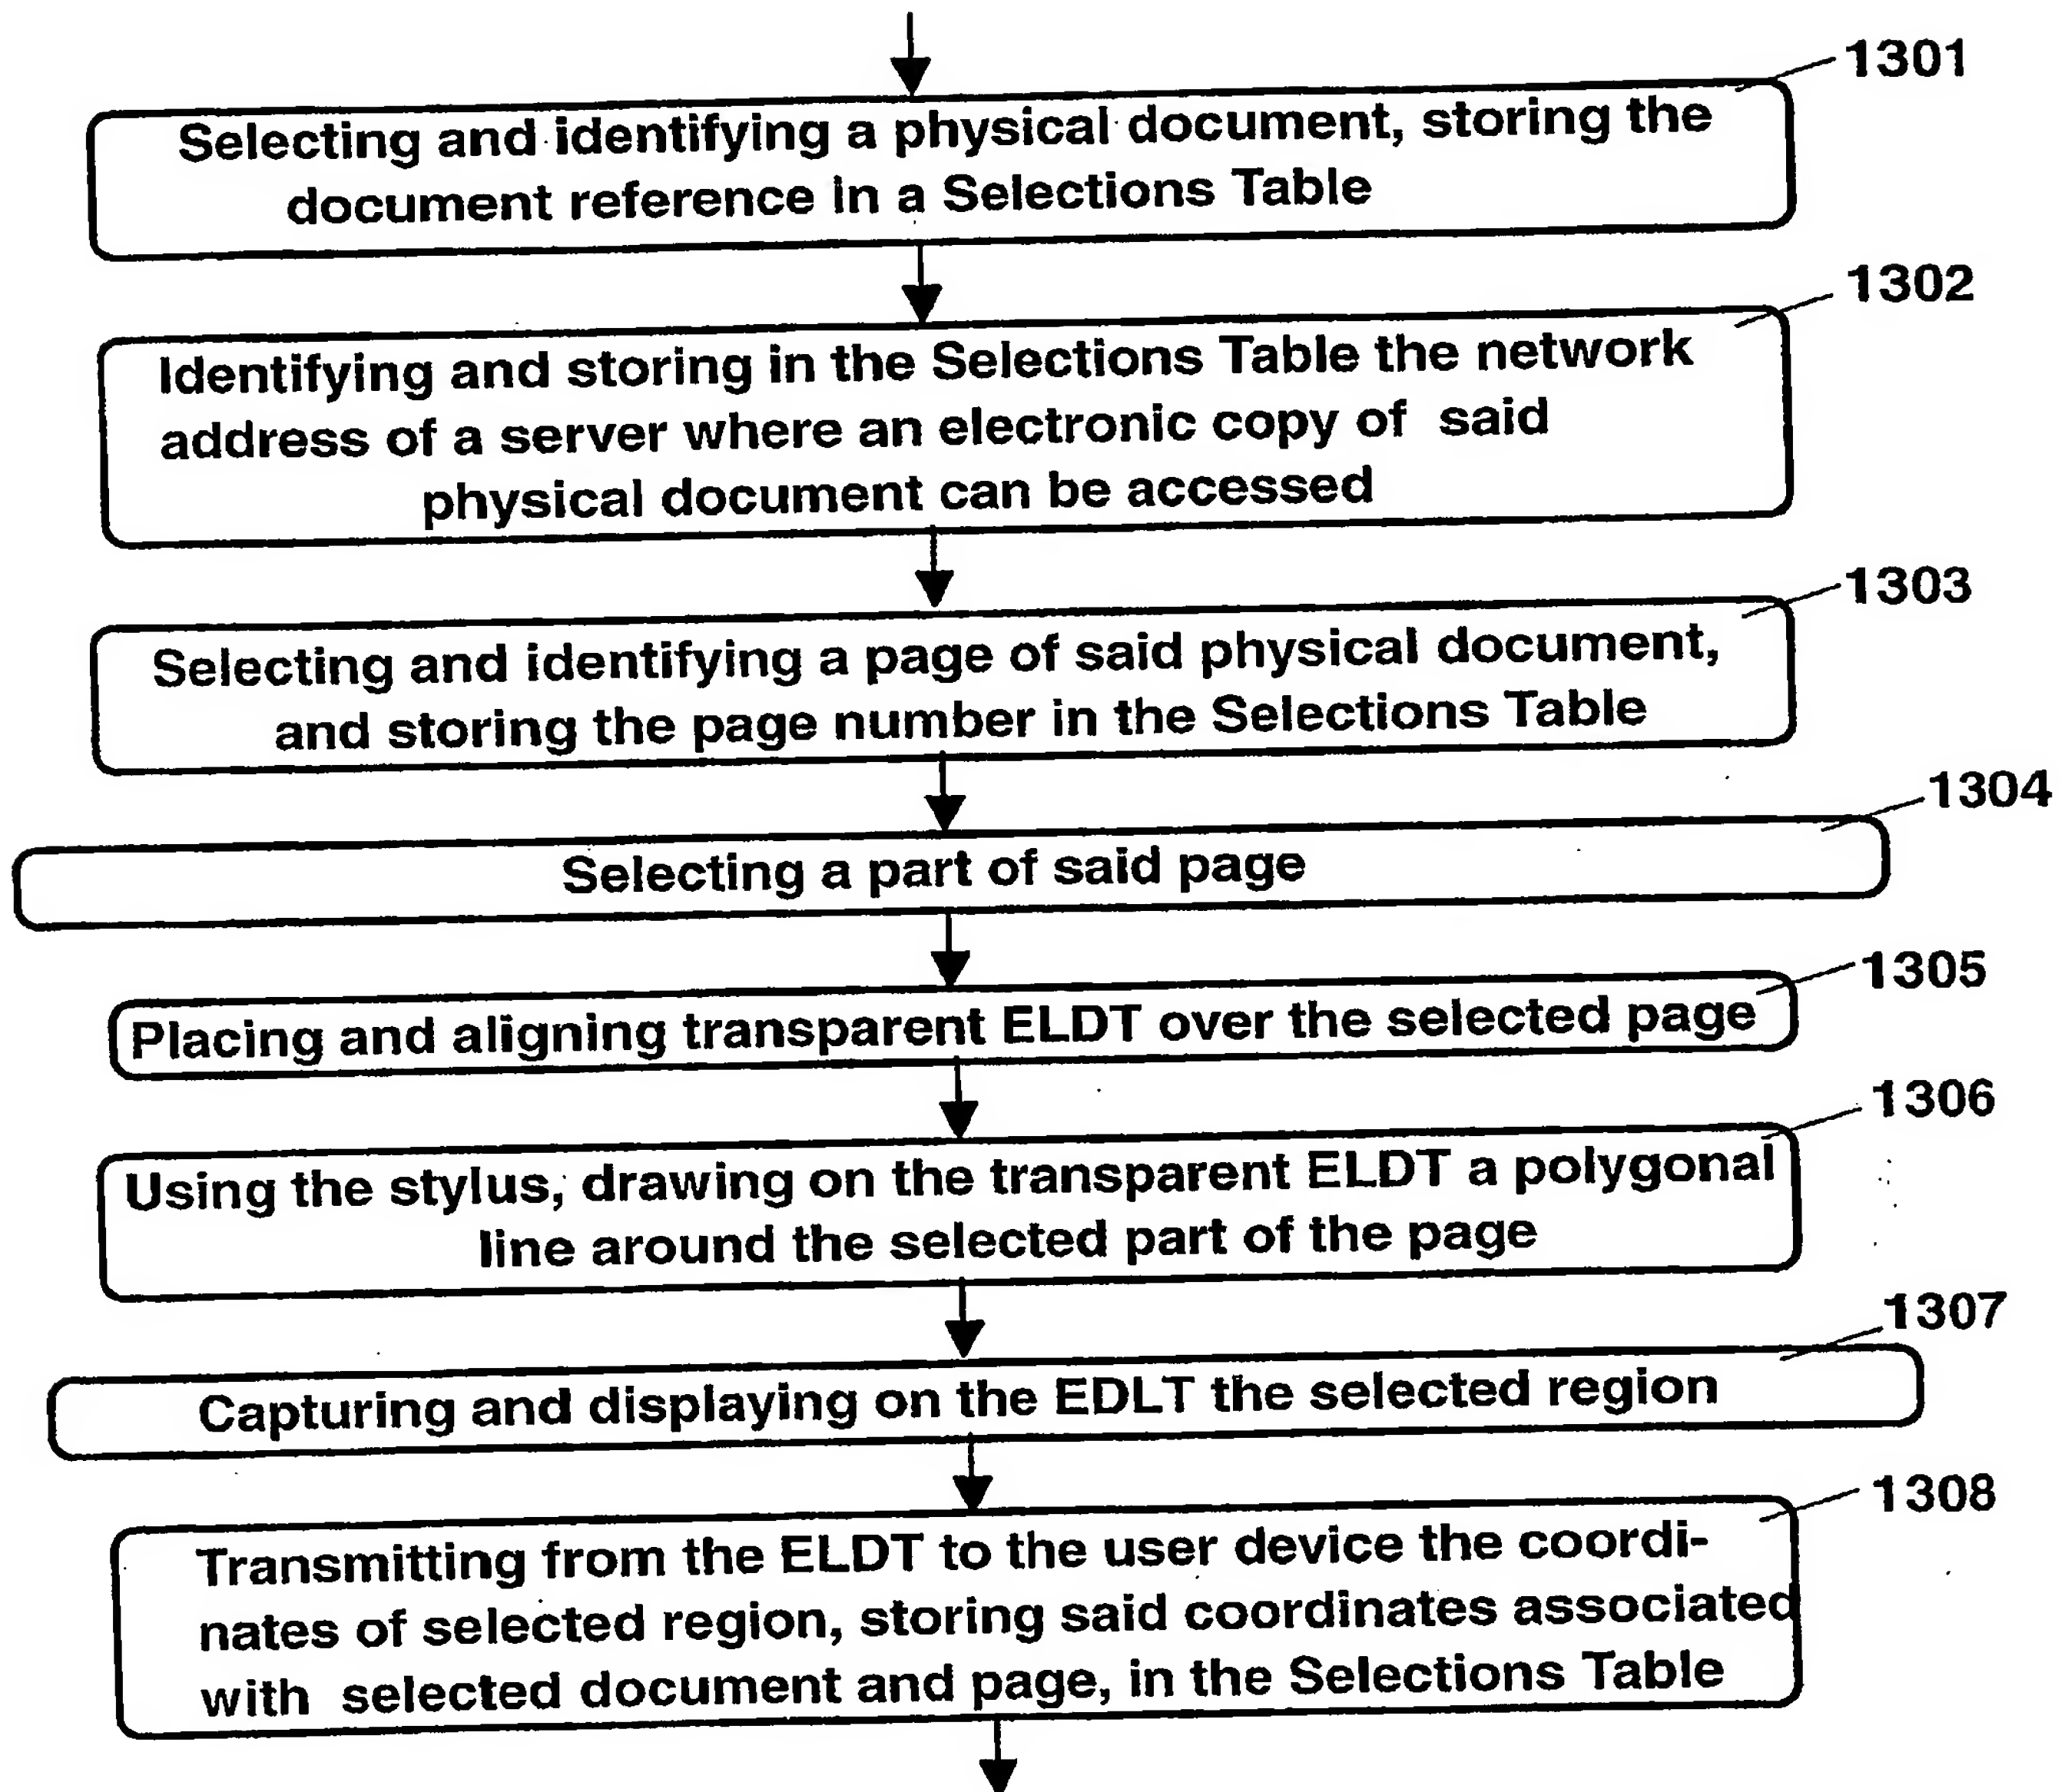 1301
Selecting and identifying a physical document, storing the
document reference in a Selections Table
1302
Identifying and storing in the Selections Table the network
address of a server where an electronic copy of said
physical document can be accessed
1303
Selecting and identifying a page of said physical document,
and storing the page number in the Selections Table
1304
Selecting a part of said page
1305
Placing and aligning transparent ELDT over the selected page
1306
Using the stylus, drawing on the transparent ELDT a polygonal
line around the selected part of the page
1307
Capturing and displaying on the EDLT the selected region
1308
Transmitting from the ELDT to the user device the coordi-
nates of selected region, storing said coordinates associated
with selected document and page, in the Selections Table